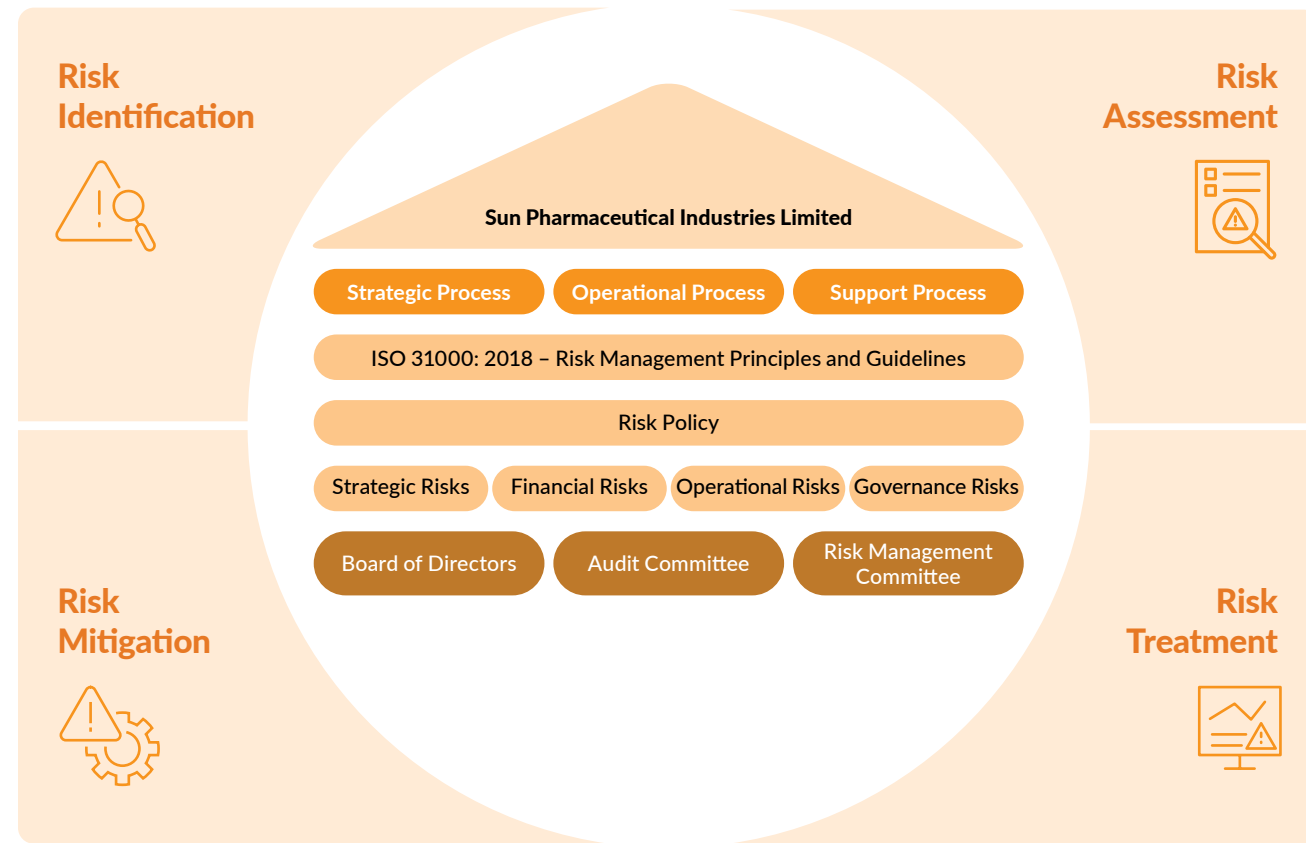 Risk
Identification
Risk
Assessment
Sun Pharmaceutical Industries Limited
Strategic Process
Operational Process
Support Process
ISO 31000: 2018 – Risk Management Principles and Guidelines
Risk Policy
Strategic Risks
Financial Risks
Operational Risks
Governance Risks
Board of Directors
Audit Committee
Risk Management
Committee
Risk
Mitigation
Risk
Treatment